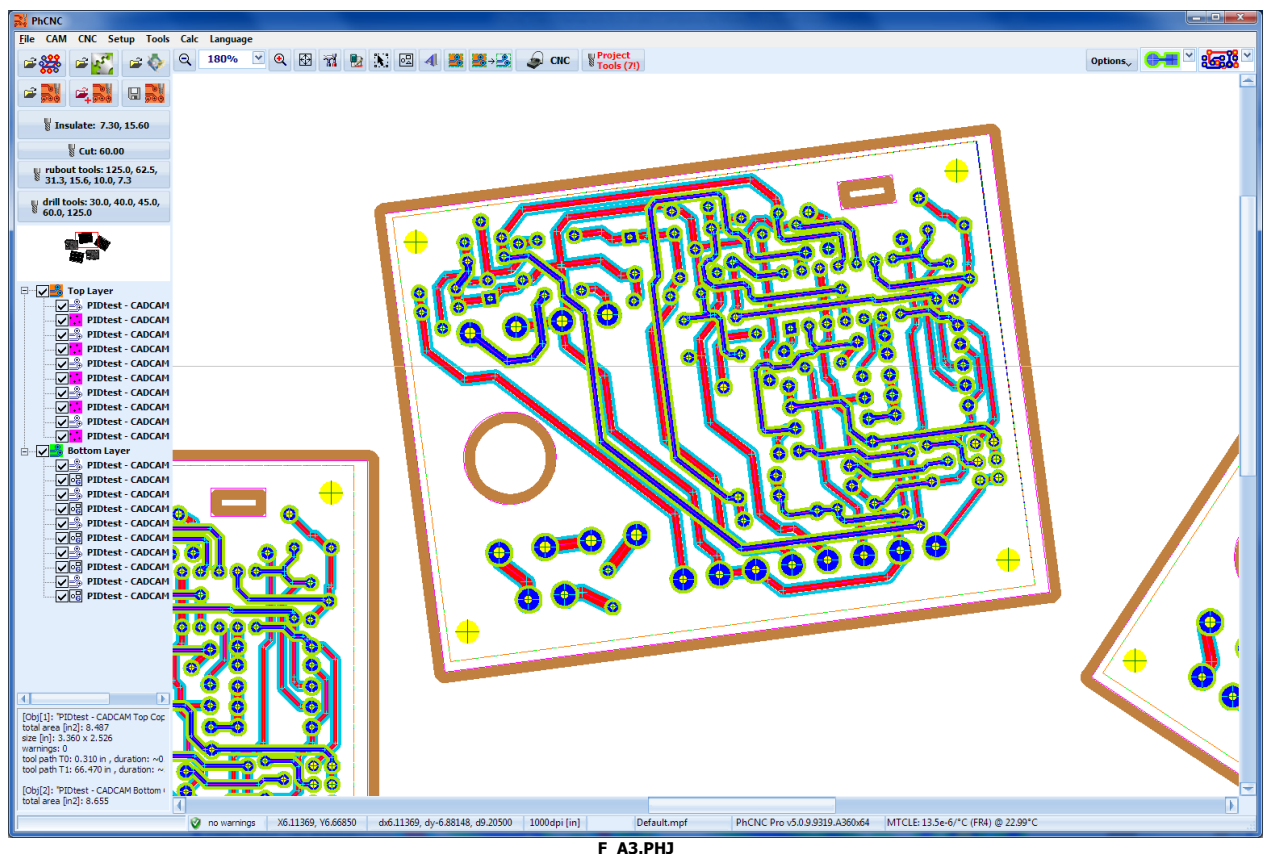 PhCNC
File CAM CNC Setup Tools Calc Language
180%
CNC
Project
Tools (7!)
Options
Insulate: 7.30, 15.60
Cut: 60.00
rubout tools: 125.0, 62.5,
31.3, 15.6, 10.0, 7.3
drill tools: 30.0, 40.0, 45.0,
60.0, 125.0
Top Layer
PIDtest - CADCAM
PIDtest - CADCAM
PIDtest - CADCAM
PIDtest - CADCAM
PIDtest - CADCAM
PIDtest - CADCAM
PIDtest - CADCAM
PIDtest - CADCAM
PIDtest - CADCAM
PIDtest - CADCAM
Bottom Layer
PIDtest - CADCAM
PIDtest - CADCAM
PIDtest - CADCAM
PIDtest - CADCAM
PIDtest - CADCAM
PIDtest - CADCAM
PIDtest - CADCAM
PIDtest - CADCAM
PIDtest - CADCAM
PIDtest - CADCAM
[Obj[1]: "PIDtest - CADCAM Top Cop
total area [in2]: 8.487
size [in]: 3.360 x 2.526
warnings: 0
tool path T0: 0.310 in , duration: ~0
tool path T1: 66.470 in , duration: ~
[Obj[2]: "PIDtest - CADCAM Bottom
total area [in2]: 8.655
no warnings X6.11369, Y6.66850 dx6.11369, dy-6.88148, d9.20500 1000dpi [in] Default.mpf PhCNC Pro v5.0.9.9319.A360x64 MTCLE: 13.5e-6/°C (FR4) @ 22.99°C
F_A3.PHJ